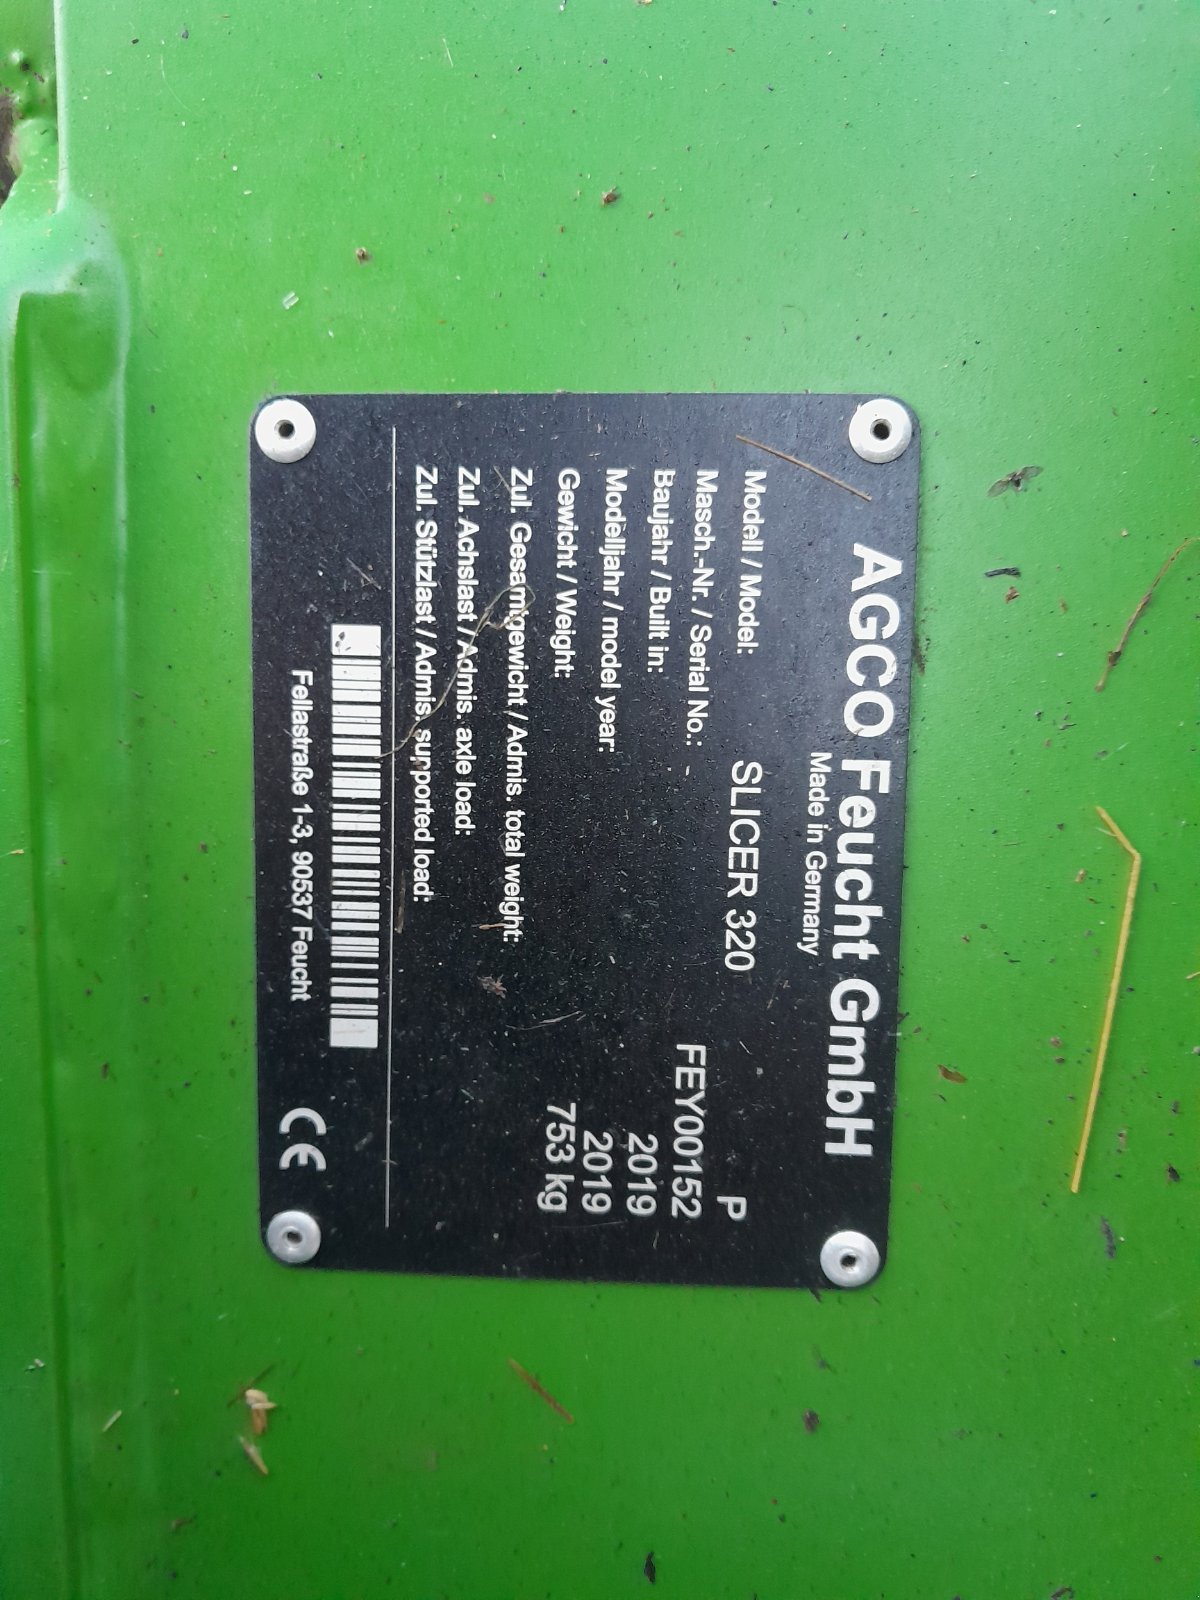 AGCO Feucht GmbH
Made in Germany
Modell / Model: SLICER 320 P
Masch.-Nr. / Serial No.: FEY00152
Baujahr / Built in: 2019
Modelljahr / model year: 2019
Gewicht / Weight: 753 kg
Zul. Gesamtgewicht / Admis. total weight:
Zul. Achslast / Admis. axle load:
Zul. Stützlast / Admis. supported load:
Fellastraße 1-3, 90537 Feucht
CE